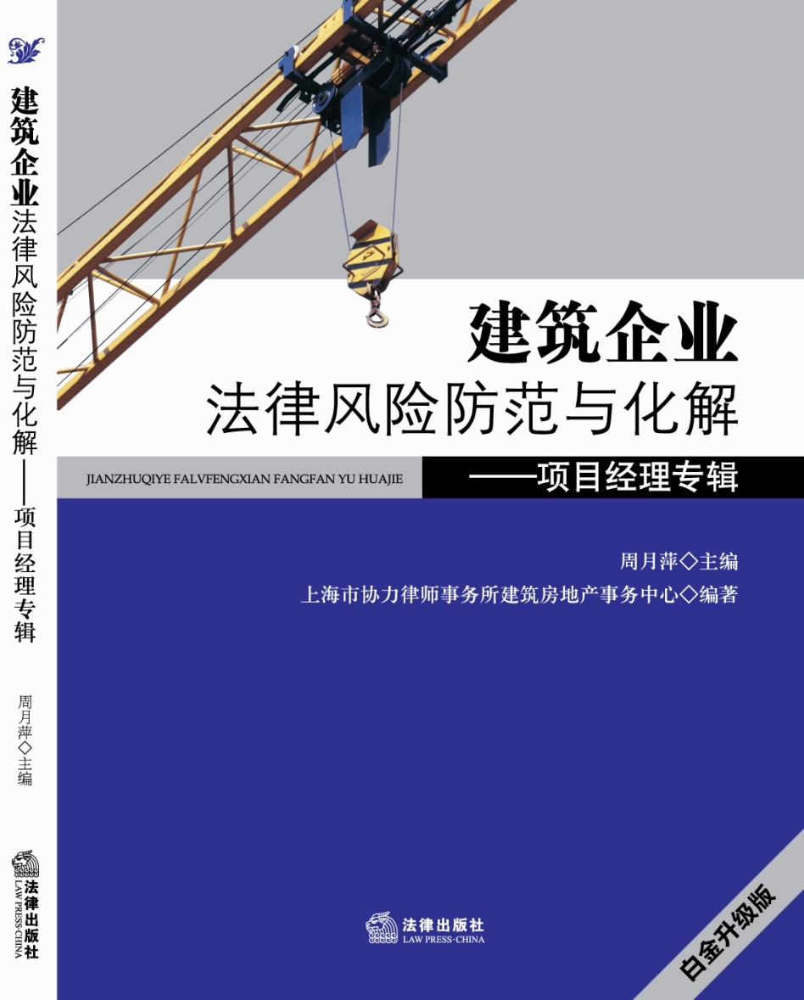 建筑企业法律风险防范与化解——项目经理专辑
周月萍◇主编
法律出版社
LAW PRESS·CHINA
建筑企业
法律风险防范与化解
JIANZHUQIYE FALVFENGXIAN FANGFAN YU HUAJIE
——项目经理专辑
周月萍◇主编
上海市协力律师事务所建筑房地产事务中心◇编著
法律出版社
LAW PRESS·CHINA
白金升级版